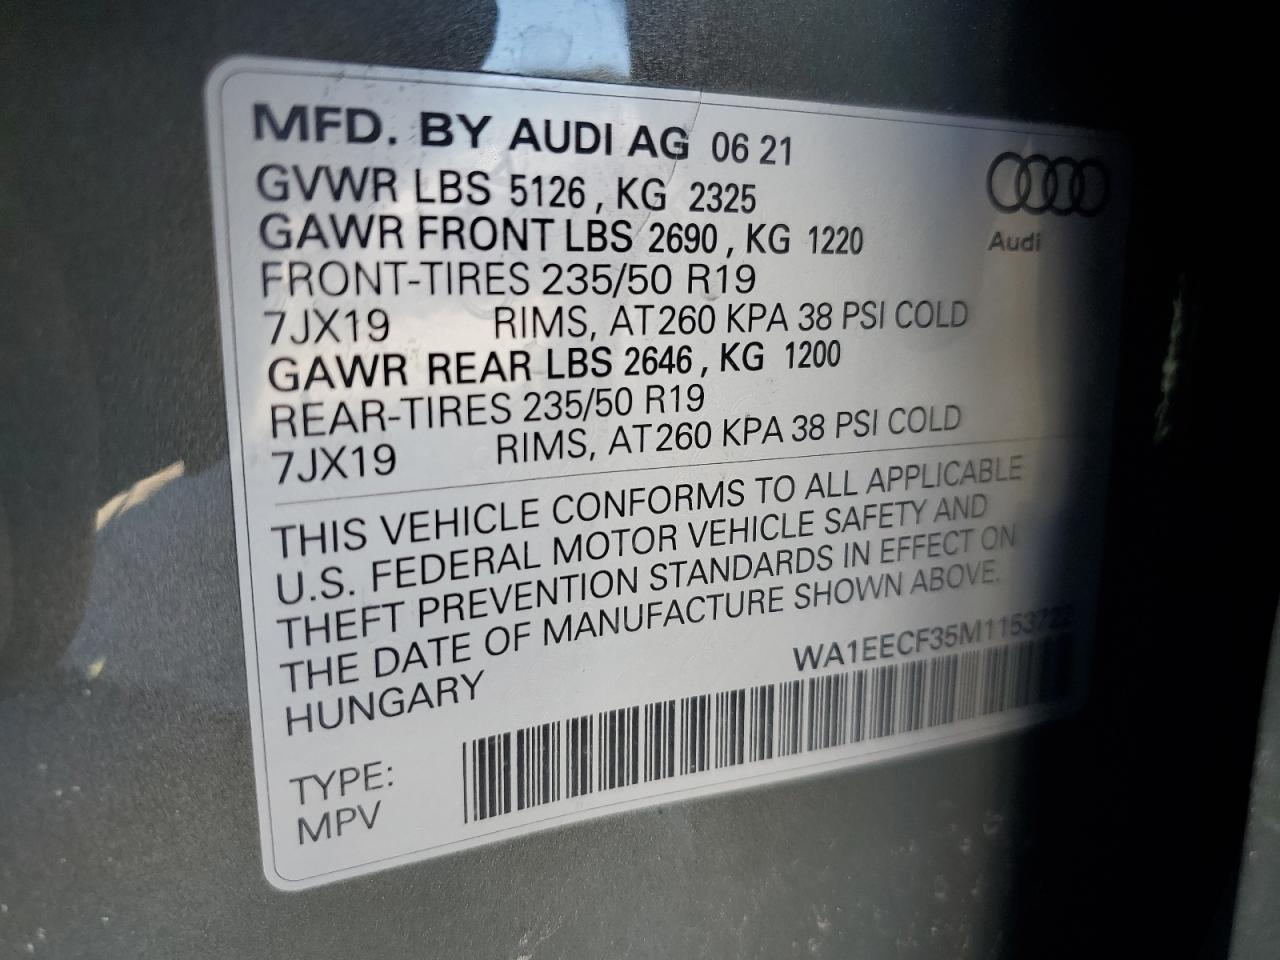 MFD. BY AUDI AG 06 21
GVWR LBS 5126, KG 2325
GAWR FRONT LBS 2690, KG 1220
Audi
FRONT-TIRES 235/50 R19
7JX19 RIMS, AT 260 KPA 38 PSI COLD
GAWR REAR LBS 2646, KG 1200
REAR-TIRES 235/50 R19
7JX19 RIMS, AT 260 KPA 38 PSI COLD
THIS VEHICLE CONFORMS TO ALL APPLICABLE
U.S. FEDERAL MOTOR VEHICLE SAFETY AND
THEFT PREVENTION STANDARDS IN EFFECT ON
THE DATE OF MANUFACTURE SHOWN ABOVE.
HUNGARY
WA1EECF35M1153722
TYPE:
MPV